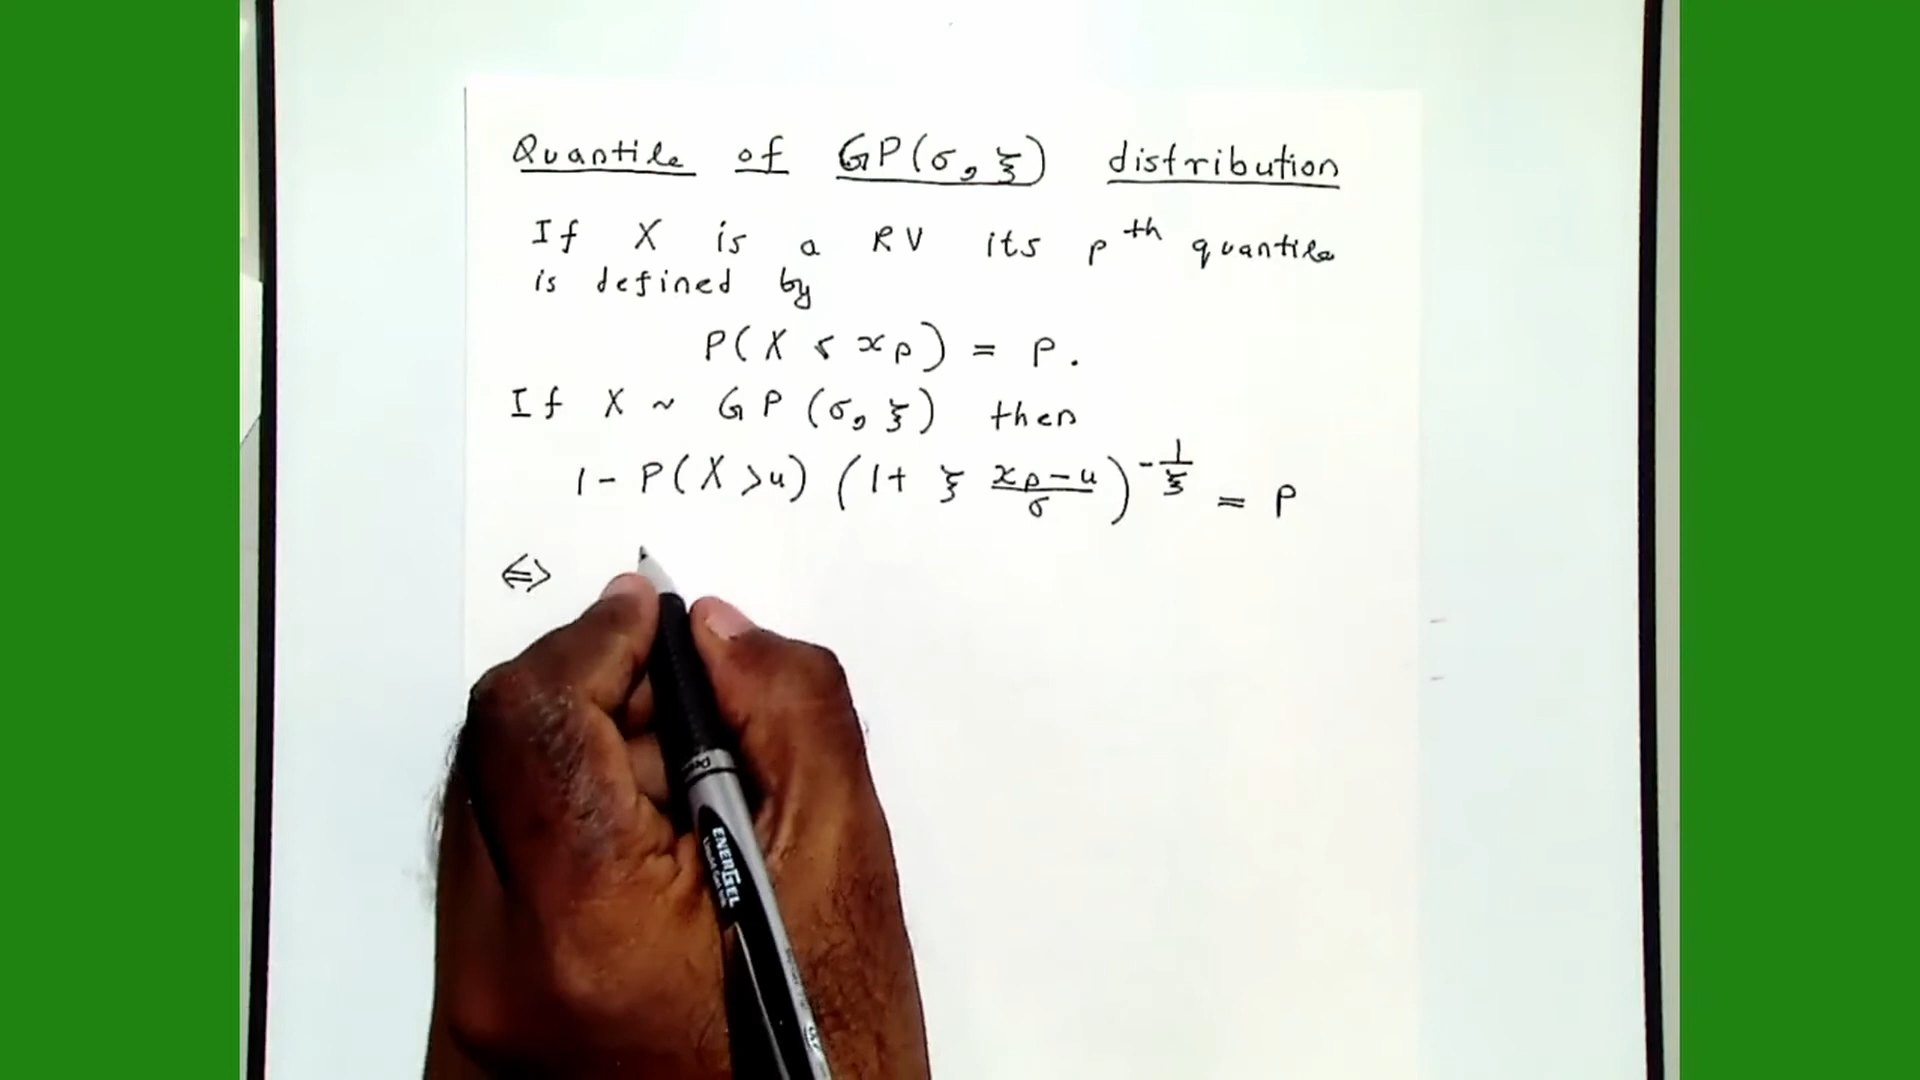 Quantile of GP(σ, ξ) distribution
If X is a RV its p^th quantile
is defined by
P(X < x_p) = p.
If X ~ GP(σ, ξ) then
1 - P(X > u) (1 + ξ (x_p - u)/σ)^(-1/ξ) = p
⇔
ENERGEL